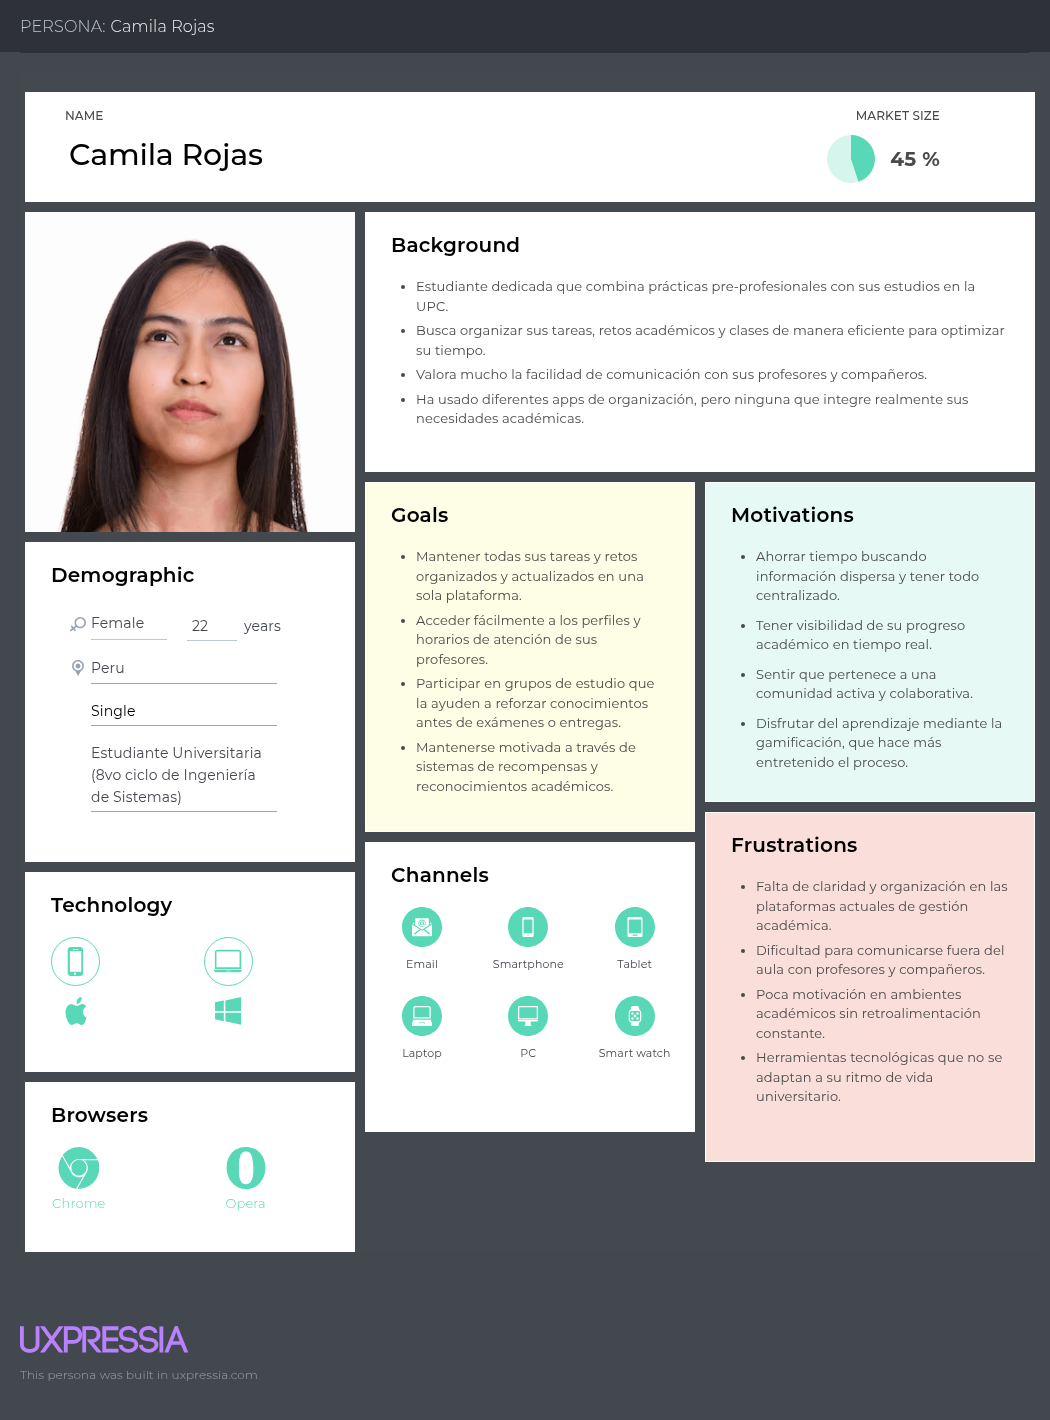 PERSONA: Camila Rojas
NAME
Camila Rojas
MARKET SIZE
45 %
Background
Estudiante dedicada que combina prácticas pre-profesionales con sus estudios en la
UPC.
Busca organizar sus tareas, retos académicos y clases de manera eficiente para optimizar
su tiempo.
Valora mucho la facilidad de comunicación con sus profesores y compañeros.
Ha usado diferentes apps de organización, pero ninguna que integre realmente sus
necesidades académicas.
Demographic
Female
22 years
Peru
Single
Estudiante Universitaria
(8vo ciclo de Ingeniería
de Sistemas)
Technology
Browsers
Chrome
Opera
Goals
Mantener todas sus tareas y retos
organizados y actualizados en una
sola plataforma.
Acceder fácilmente a los perfiles y
horarios de atención de sus
profesores.
Participar en grupos de estudio que
la ayuden a reforzar conocimientos
antes de exámenes o entregas.
Mantenerse motivada a través de
sistemas de recompensas y
reconocimientos académicos.
Channels
Email
Smartphone
Tablet
Laptop
PC
Smart watch
Motivations
Ahorrar tiempo buscando
información dispersa y tener todo
centralizado.
Tener visibilidad de su progreso
académico en tiempo real.
Sentir que pertenece a una
comunidad activa y colaborativa.
Disfrutar del aprendizaje mediante la
gamificación, que hace más
entretenido el proceso.
Frustrations
Falta de claridad y organización en las
plataformas actuales de gestión
académica.
Dificultad para comunicarse fuera del
aula con profesores y compañeros.
Poca motivación en ambientes
académicos sin retroalimentación
constante.
Herramientas tecnológicas que no se
adaptan a su ritmo de vida
universitario.
UXPRESSIA
This persona was built in uxpressia.com